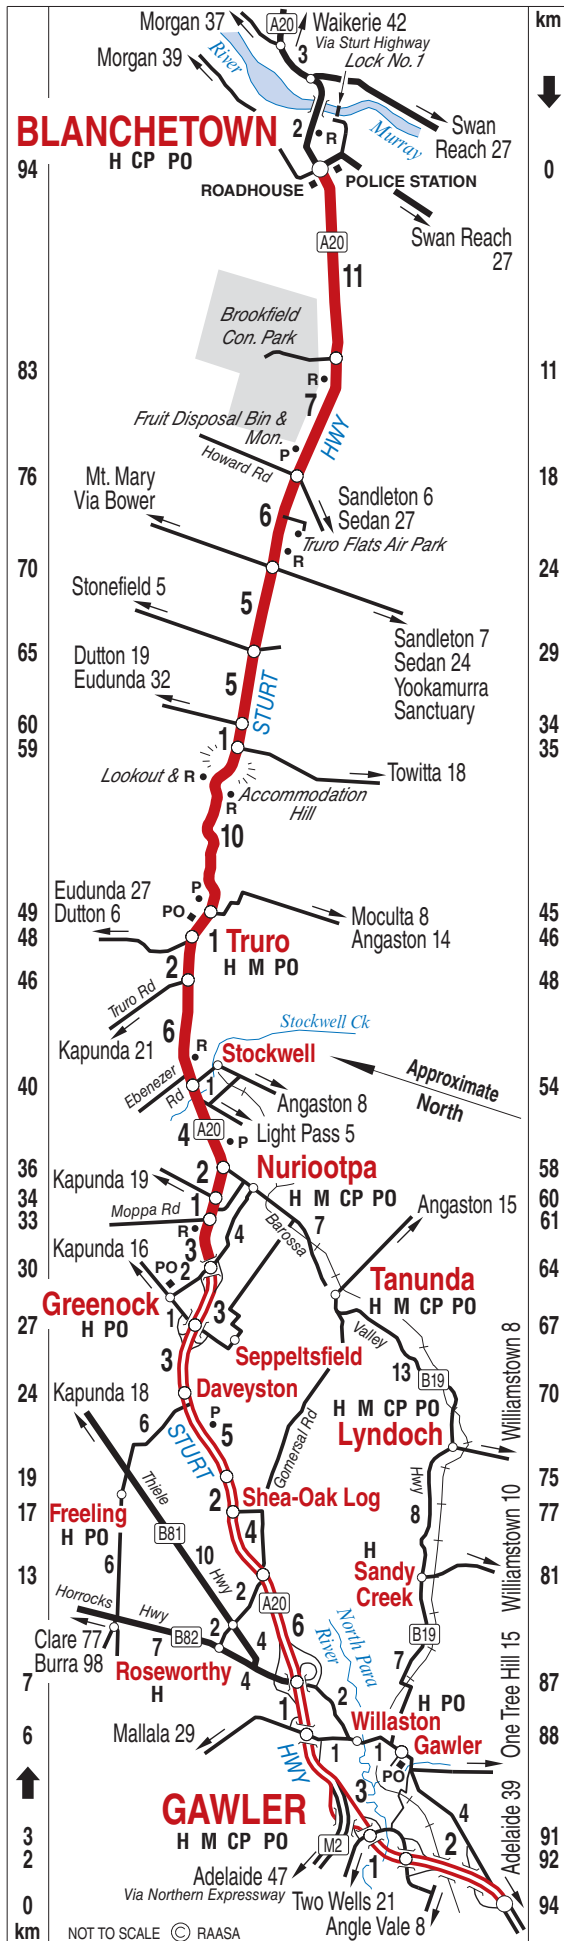 Morgan 37
A20
Waikerie 42
km
Via Sturt Highway
3
Lock No.1
River
Morgan 39
Murray
2
R
Swan
Reach 27
BLANCHETOWN
H CP PO
94
0
POLICE STATION
ROADHOUSE
A20
Swan Reach
27
11
Brookfield
Con. Park
83
11
R
7
HWY
Fruit Disposal Bin &
Mon.
P
Howard Rd
76
18
Mt. Mary
Via Bower
Sandleton 6
Sedan 27
6
Truro Flats Air Park
R
70
24
Stonefield 5
5
Sandleton 7
Sedan 24
Yookamurra
Sanctuary
65
29
Dutton 19
Eudunda 32
5
STURT
60
34
59
35
1
Lookout & R
Towitta 18
R
Accommodation
Hill
10
Eudunda 27
Dutton 6
P
PO
49
45
Moculta 8
Angaston 14
48
46
1
Truro
H M PO
2
46
48
Truro Rd
Kapunda 21
6
Stockwell Ck
R
Stockwell
Ebenezer
Rd
1
Approximate
North
40
54
Angaston 8
Light Pass 5
4
A20
P
36
58
2
Nuriootpa
H M CP PO
Kapunda 19
34
60
1
Moppa Rd
33
61
R
4
Barossa
7
Angaston 15
Kapunda 16
3
PO
2
30
64
Tanunda
H M CP PO
Greenock
H PO
1
3
27
67
Seppeltsfield
Valley
13
B19
Williamstown 8
3
24
70
Daveyston
Kapunda 18
6
P
5
H M CP PO
Lyndoch
STURT
Gomersal Rd
19
75
Thiele
Hwy
2
Shea-Oak Log
17
77
Freeling
H PO
B81
4
8
Williamstown 10
H
Sandy
Creek
10
6
Hwy
13
81
2
A20
Horrocks
Hwy
6
North Para
River
B19
Clare 77
Burra 98
7
B82
2
4
7
One Tree Hill 15
Roseworthy
H
4
7
87
2
H PO
1
Willaston
Gawler
6
88
Mallala 29
1
1
PO
HWY
3
4
GAWLER
H M CP PO
Adelaide 39
M2
2
3
91
2
92
1
Adelaide 47
Via Northern Expressway
Two Wells 21
Angle Vale 8
0
94
km
NOT TO SCALE © RAASA